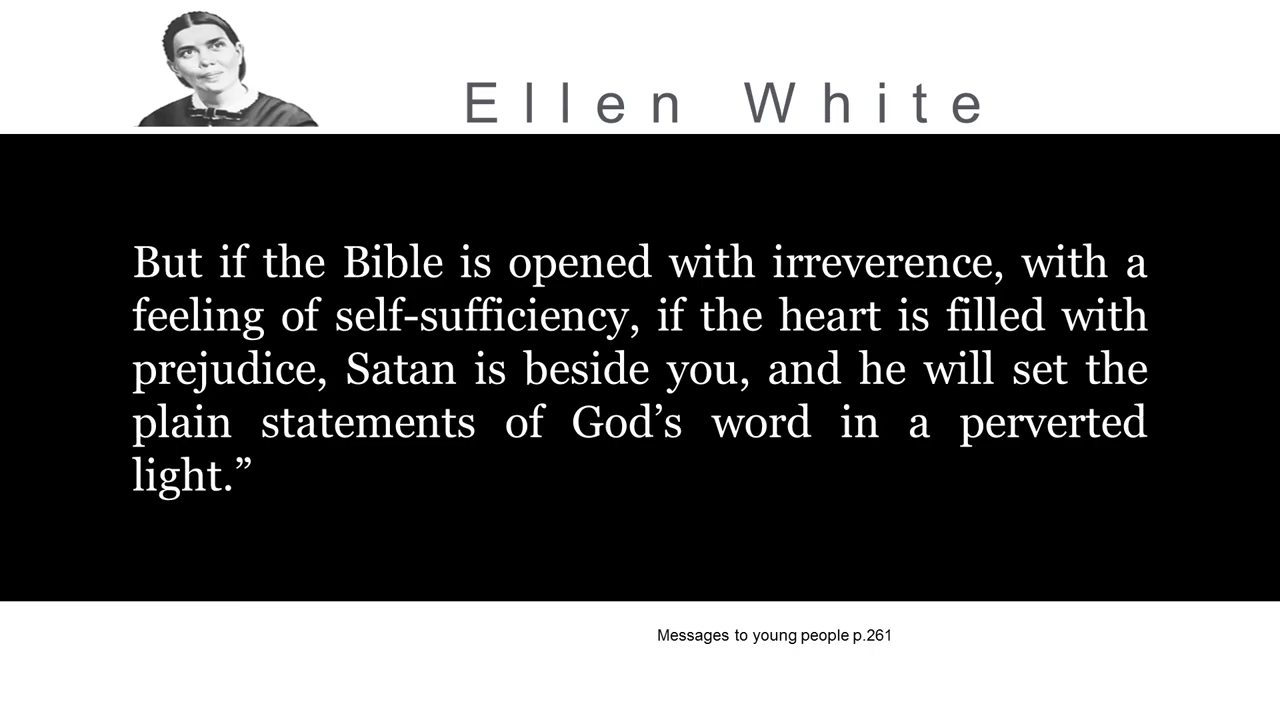 Ellen White
But if the Bible is opened with irreverence, with a
feeling of self-sufficiency, if the heart is filled with
prejudice, Satan is beside you, and he will set the
plain statements of God’s word in a perverted
light.”
Messages to young people p.261